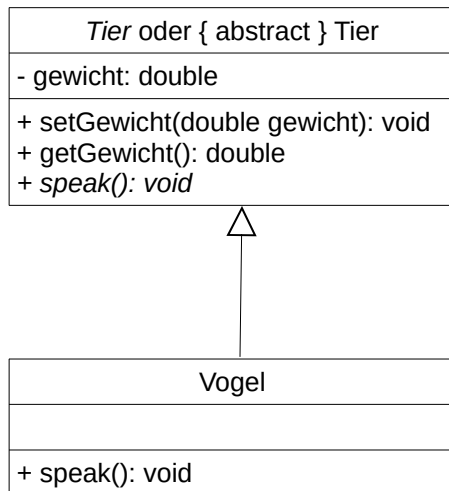 Tier oder { abstract } Tier
- gewicht: double
+ setGewicht(double gewicht): void
+ getGewicht(): double
+ speak(): void
Vogel
+ speak(): void